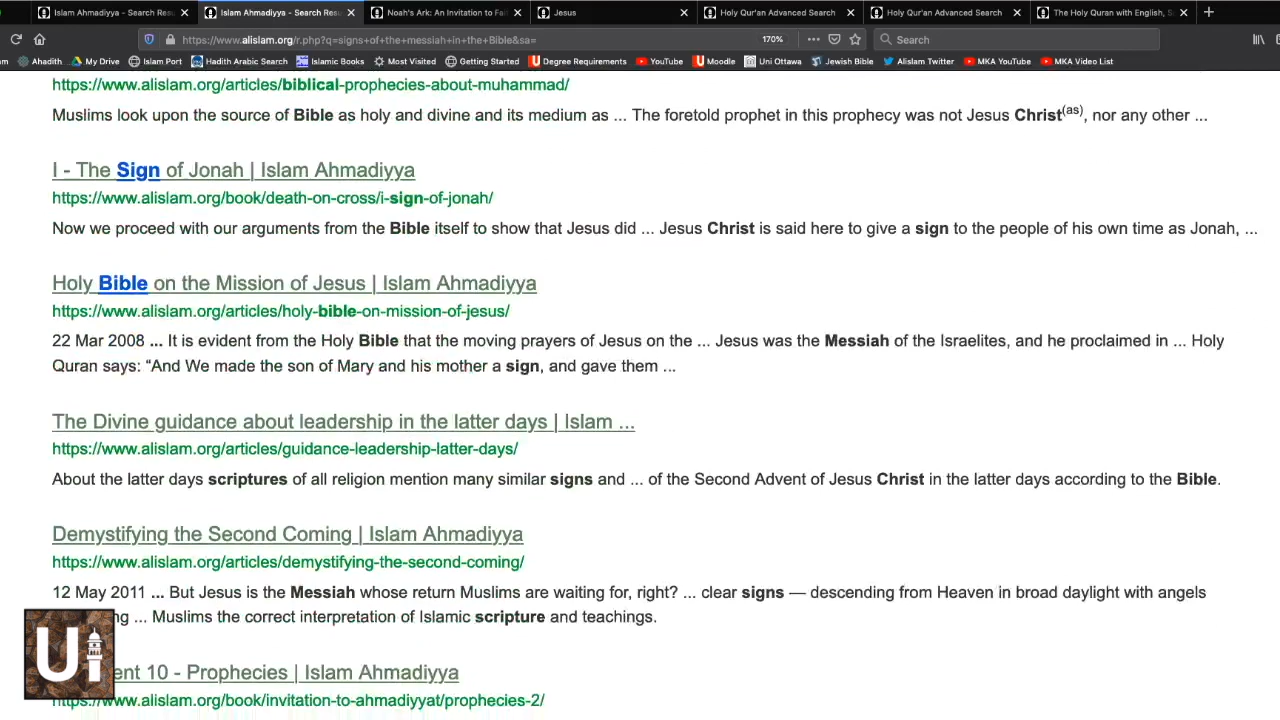 Islam Ahmadiyya - Search Resu
Islam Ahmadiyya - Search Resu
Noah's Ark: An Invitation to Fai
Jesus
Holy Qur'an Advanced Search
Holy Qur'an Advanced Search
The Holy Quran with English, S
https://www.alislam.org/r.php?q=signs+of+the+messiah+in+the+Bible&sa=
170%
Search
Ahadith
My Drive
Islam Port
Hadith Arabic Search
Islamic Books
Most Visited
Getting Started
Degree Requirements
YouTube
Moodle
Uni Ottawa
Jewish Bible
Alislam Twitter
MKA YouTube
MKA Video List
https://www.alislam.org/articles/biblical-prophecies-about-muhammad/
Muslims look upon the source of Bible as holy and divine and its medium as ... The foretold prophet in this prophecy was not Jesus Christ(as), nor any other ...
I - The Sign of Jonah | Islam Ahmadiyya
https://www.alislam.org/book/death-on-cross/i-sign-of-jonah/
Now we proceed with our arguments from the Bible itself to show that Jesus did ... Jesus Christ is said here to give a sign to the people of his own time as Jonah, ...
Holy Bible on the Mission of Jesus | Islam Ahmadiyya
https://www.alislam.org/articles/holy-bible-on-mission-of-jesus/
22 Mar 2008 ... It is evident from the Holy Bible that the moving prayers of Jesus on the ... Jesus was the Messiah of the Israelites, and he proclaimed in ... Holy
Quran says: “And We made the son of Mary and his mother a sign, and gave them ...
The Divine guidance about leadership in the latter days | Islam ...
https://www.alislam.org/articles/guidance-leadership-latter-days/
About the latter days scriptures of all religion mention many similar signs and ... of the Second Advent of Jesus Christ in the latter days according to the Bible.
Demystifying the Second Coming | Islam Ahmadiyya
https://www.alislam.org/articles/demystifying-the-second-coming/
12 May 2011 ... But Jesus is the Messiah whose return Muslims are waiting for, right? ... clear signs — descending from Heaven in broad daylight with angels
ng ... Muslims the correct interpretation of Islamic scripture and teachings.
Ui
ent 10 - Prophecies | Islam Ahmadiyya
https://www.alislam.org/book/invitation-to-ahmadiyyat/prophecies-2/